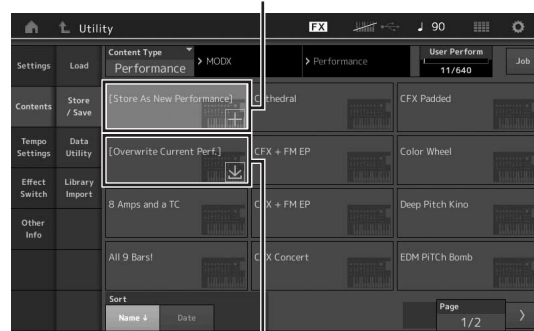 Utility
FX
♩ 90
Settings
Load
Content Type
Performance
> MODX
> Performance
User Perform
11/640
Job
Contents
Store / Save
[Store As New Performance]
Cathedral
CFX Padded
Tempo Settings
Data Utility
[Overwrite Current Perf.]
CFX + FM EP
Color Wheel
Effect Switch
Library Import
8 Amps and a TC
CFX + FM EP
Deep Pitch Kino
Other Info
All 9 Bars!
CFX Concert
EDM PiTCh Bomb
Sort
Name ↓
Date
Page
1/2
>